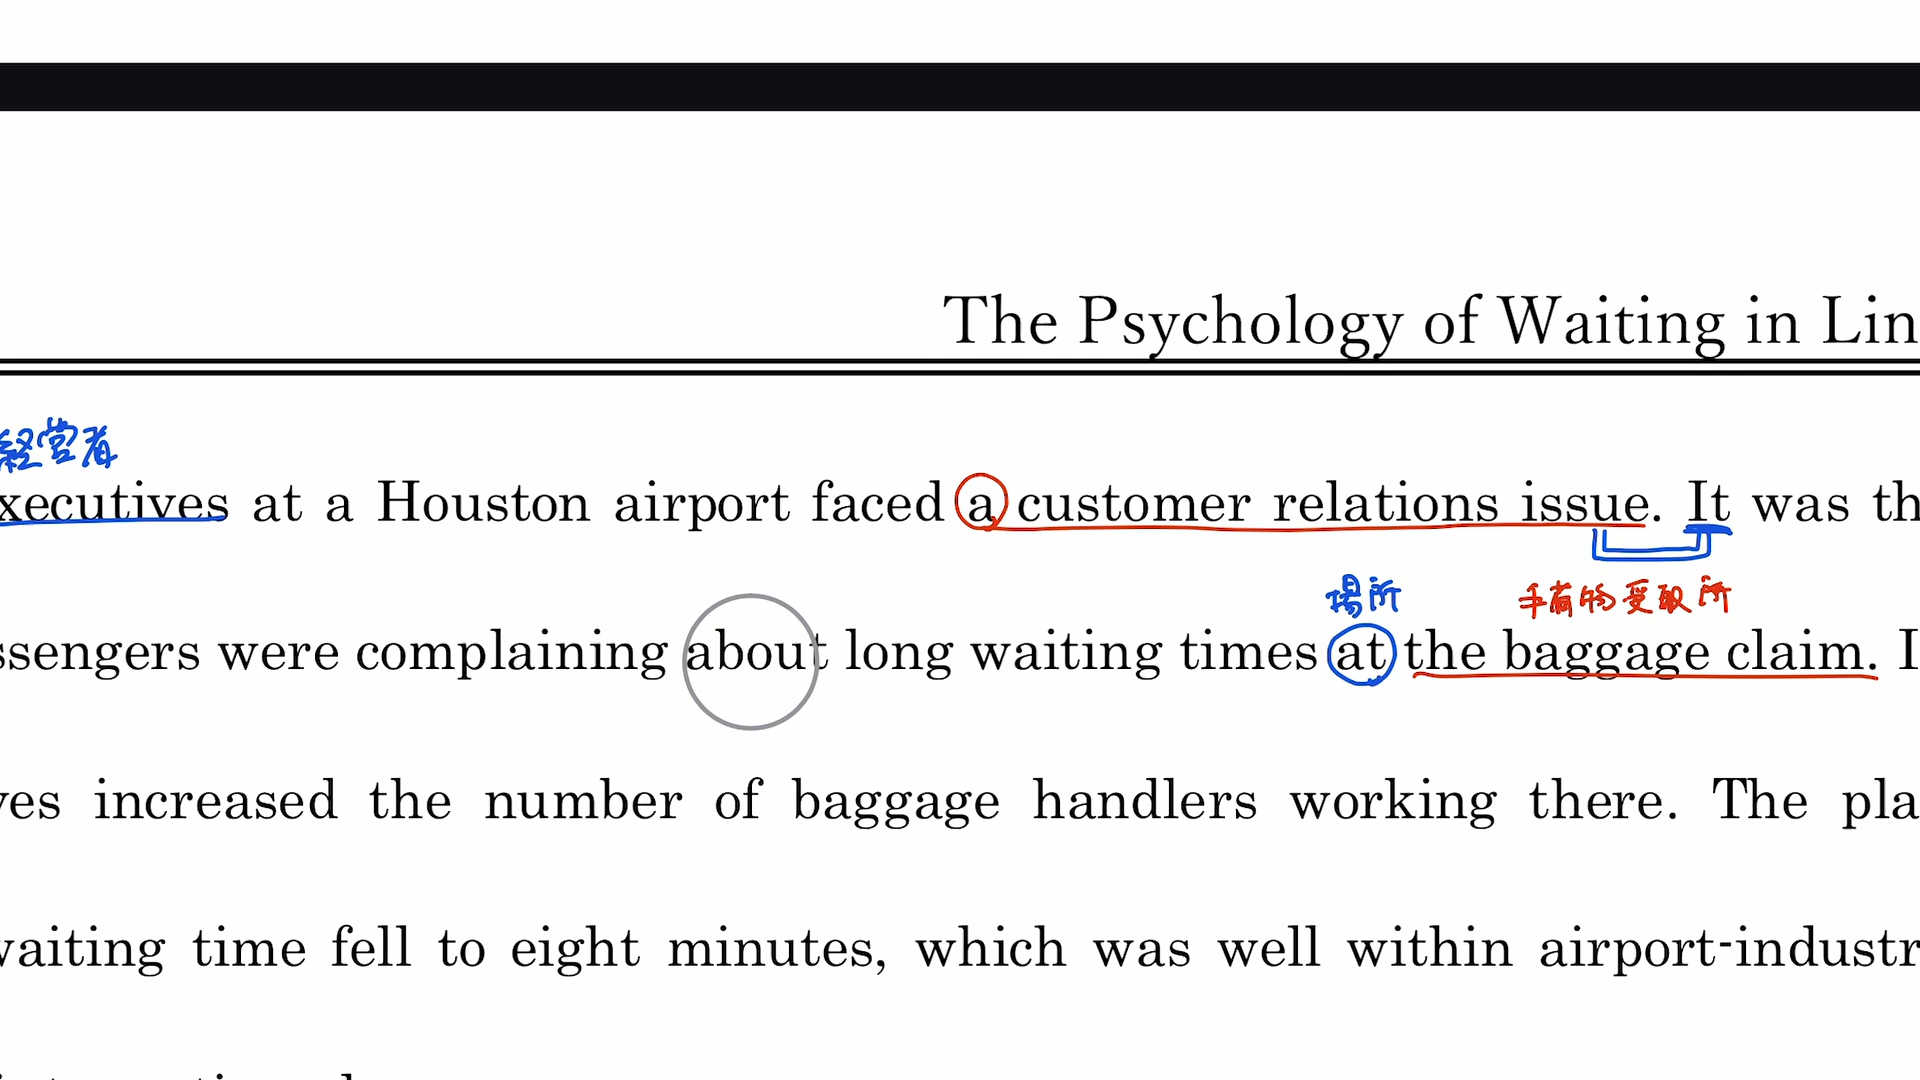 The Psychology of Waiting in Lin
経営者
xecutives at a Houston airport faced a customer relations issue. It was th
場所 手荷物受取所
ssengers were complaining about long waiting times at the baggage claim. I
ves increased the number of baggage handlers working there. The pla
vaiting time fell to eight minutes, which was well within airport-industr